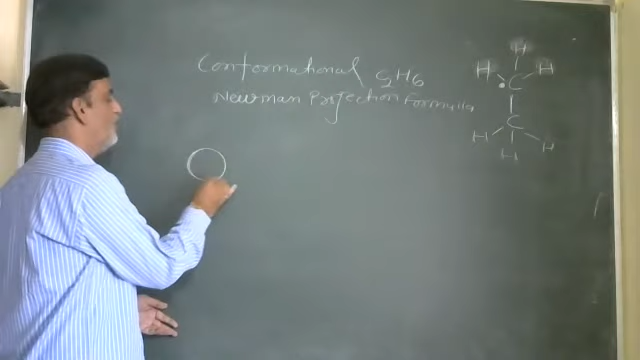 Conformational C2H6
Newman Projection Formula
H
H H
C
C
H H
H